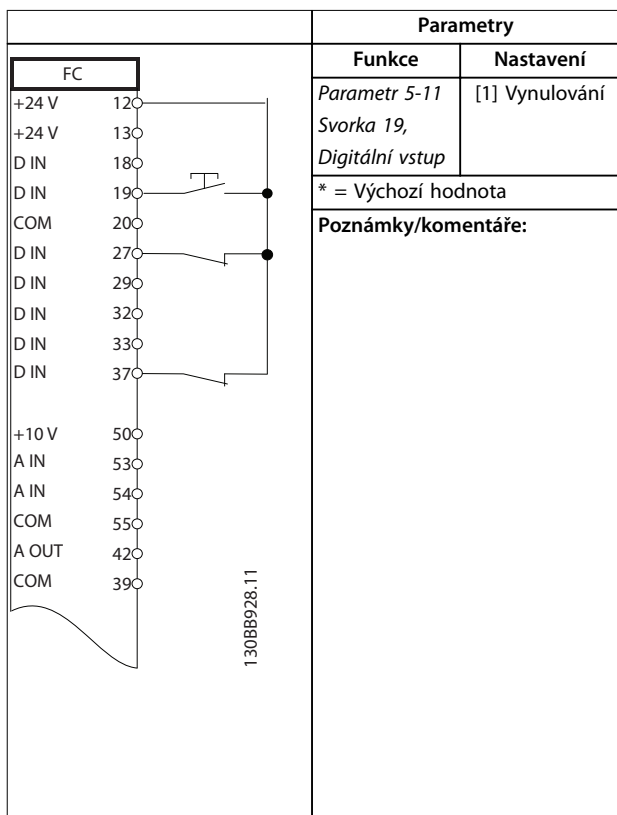 Parametry
Funkce Nastavení
Parametr 5-11 [1] Vynulování
Svorka 19,
Digitální vstup
* = Výchozí hodnota
Poznámky/komentáře:
FC
+24 V 12
+24 V 13
D IN 18
D IN 19
COM 20
D IN 27
D IN 29
D IN 32
D IN 33
D IN 37
+10 V 50
A IN 53
A IN 54
COM 55
A OUT 42
COM 39
130BB928.11